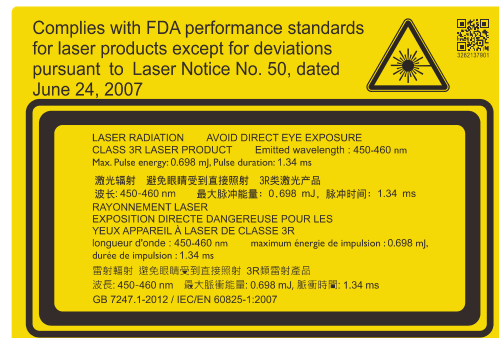 Complies with FDA performance standards
for laser products except for deviations
pursuant to Laser Notice No. 50, dated
June 24, 2007
3282137901
LASER RADIATION AVOID DIRECT EYE EXPOSURE
CLASS 3R LASER PRODUCT Emitted wavelength : 450-460 nm
Max. Pulse energy: 0.698 mJ, Pulse duration: 1.34 ms
激光辐射 避免眼睛受到直接照射 3R类激光产品
波长: 450-460 nm 最大脉冲能量: 0.698 mJ, 脉冲时间: 1.34 ms
RAYONNEMENT LASER
EXPOSITION DIRECTE DANGEREUSE POUR LES
YEUX APPAREIL À LASER DE CLASSE 3R
longueur d'onde : 450-460 nm maximum énergie de impulsion : 0.698 mJ,
durée de impulsion : 1.34 ms
雷射輻射 避免眼睛受到直接照射 3R類雷射產品
波長: 450-460 nm 最大脈衝能量: 0.698 mJ, 脈衝時間: 1.34 ms
GB 7247.1-2012 / IEC/EN 60825-1:2007